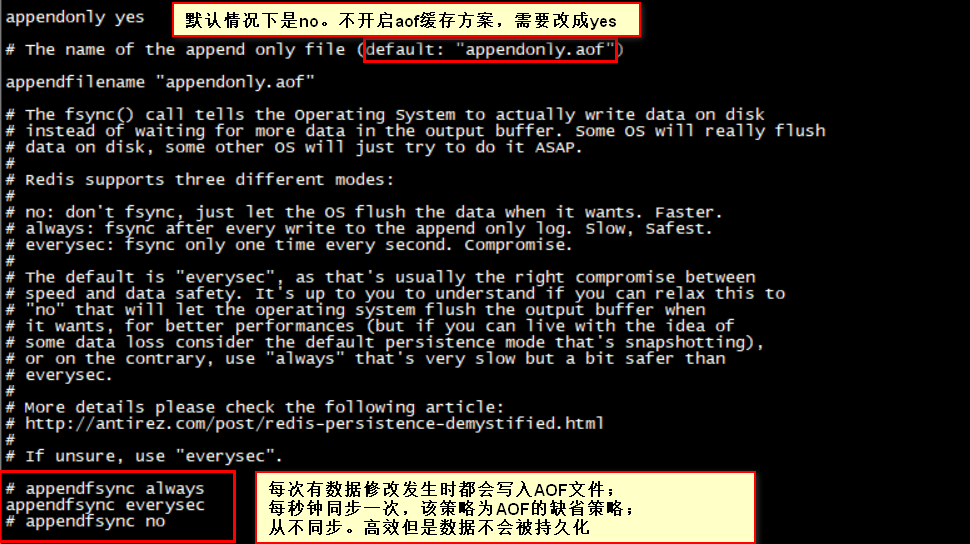 appendonly yes
默认情况下是no。不开启aof缓存方案，需要改成yes
# The name of the append only file (default: "appendonly.aof")
appendfilename "appendonly.aof"
# The fsync() call tells the Operating System to actually write data on disk
# instead of waiting for more data in the output buffer. Some OS will really flush
# data on disk, some other OS will just try to do it ASAP.
#
# Redis supports three different modes:
#
# no: don't fsync, just let the OS flush the data when it wants. Faster.
# always: fsync after every write to the append only log. Slow, Safest.
# everysec: fsync only one time every second. Compromise.
#
# The default is "everysec", as that's usually the right compromise between
# speed and data safety. It's up to you to understand if you can relax this to
# "no" that will let the operating system flush the output buffer when
# it wants, for better performances (but if you can live with the idea of
# some data loss consider the default persistence mode that's snapshotting),
# or on the contrary, use "always" that's very slow but a bit safer than
# everysec.
#
# More details please check the following article:
# http://antirez.com/post/redis-persistence-demystified.html
#
# If unsure, use "everysec".
# appendfsync always
appendfsync everysec
# appendfsync no
每次有数据修改发生时都会写入AOF文件；
每秒钟同步一次，该策略为AOF的缺省策略；
从不同步。高效但是数据不会被持久化